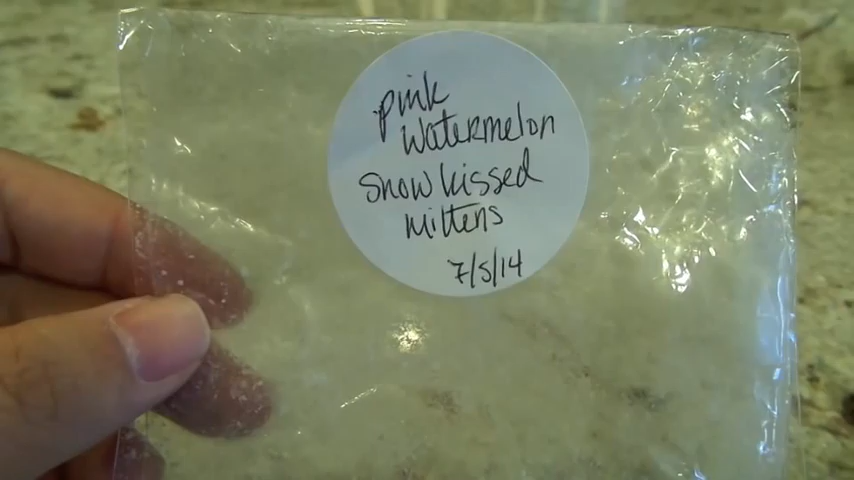 pink
watermelon
snow kissed
mittens
7/5/14